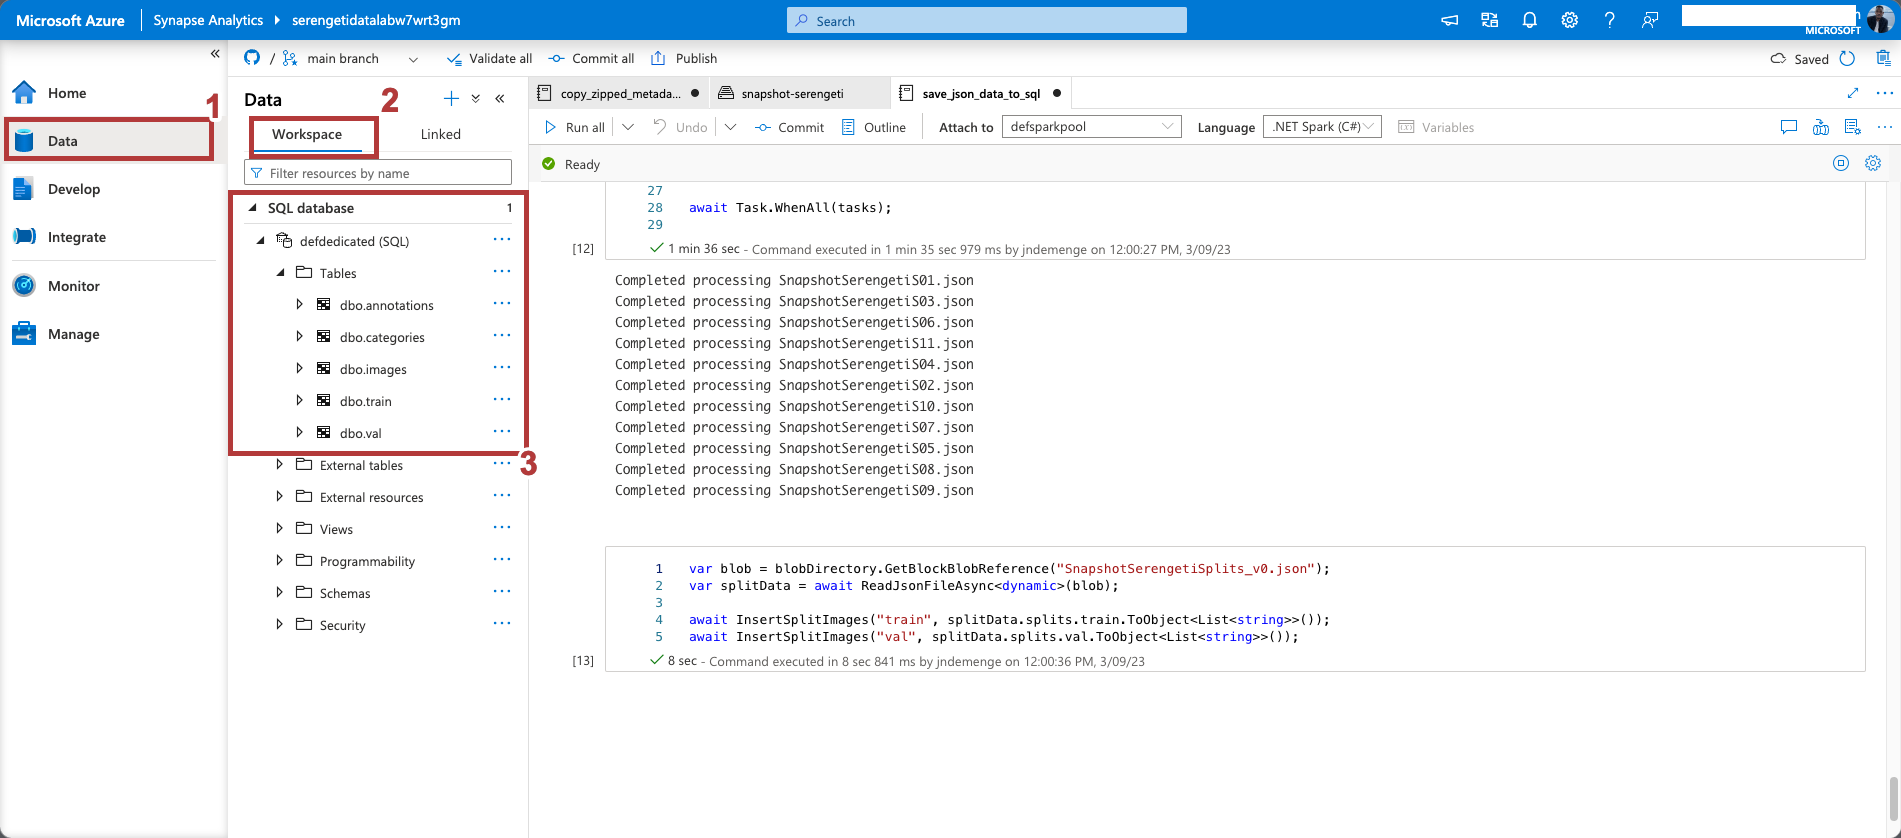 Microsoft Azure
Synapse Analytics
serengetidatalabw7wrt3gm
Search
MICROSOFT
main branch
Validate all
Commit all
Publish
Saved
Home
Data
Develop
Integrate
Monitor
Manage
1
Data
2
Workspace
Linked
Filter resources by name
SQL database 1
defdedicated (SQL)
Tables
dbo.annotations
dbo.categories
dbo.images
dbo.train
dbo.val
3
External tables
External resources
Views
Programmability
Schemas
Security
copy_zipped_metada...
snapshot-serengeti
save_json_data_to_sql
Run all
Undo
Commit
Outline
Attach to
defsparkpool
Language
.NET Spark (C#)
Variables
Ready
27
28 await Task.WhenAll(tasks);
29
[12] 1 min 36 sec - Command executed in 1 min 35 sec 979 ms by jndemenge on 12:00:27 PM, 3/09/23
Completed processing SnapshotSerengetiS01.json
Completed processing SnapshotSerengetiS03.json
Completed processing SnapshotSerengetiS06.json
Completed processing SnapshotSerengetiS11.json
Completed processing SnapshotSerengetiS04.json
Completed processing SnapshotSerengetiS02.json
Completed processing SnapshotSerengetiS10.json
Completed processing SnapshotSerengetiS07.json
Completed processing SnapshotSerengetiS05.json
Completed processing SnapshotSerengetiS08.json
Completed processing SnapshotSerengetiS09.json
1 var blob = blobDirectory.GetBlockBlobReference("SnapshotSerengetiSplits_v0.json");
2 var splitData = await ReadJsonFileAsync<dynamic>(blob);
3
4 await InsertSplitImages("train", splitData.splits.train.ToObject<List<string>>());
5 await InsertSplitImages("val", splitData.splits.val.ToObject<List<string>>());
[13] 8 sec - Command executed in 8 sec 841 ms by jndemenge on 12:00:36 PM, 3/09/23